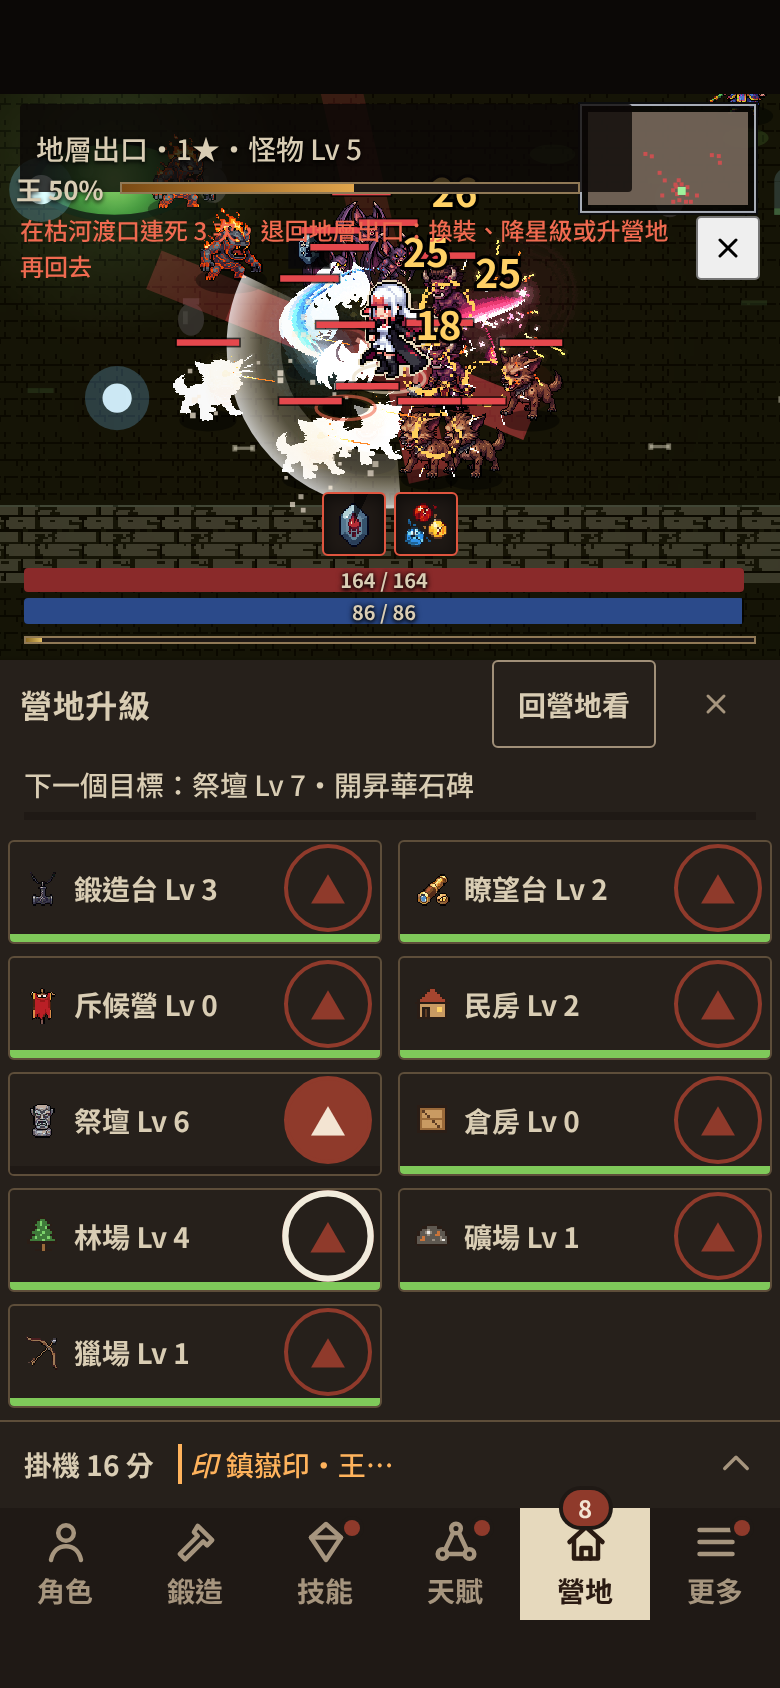 地層出口・1★・怪物 Lv 5
王 50%
26
在枯河渡口連死 3 退回地層出口 換裝、降星級或升營地
再回去
25
25
18
164 / 164
86 / 86
營地升級
回營地看
下一個目標：祭壇 Lv 7・開昇華石碑
鍛造台 Lv 3
瞭望台 Lv 2
斥候營 Lv 0
民房 Lv 2
祭壇 Lv 6
倉房 Lv 0
林場 Lv 4
礦場 Lv 1
獵場 Lv 1
掛機 16 分
印 鎮嶽印・王…
8
角色
鍛造
技能
天賦
營地
更多